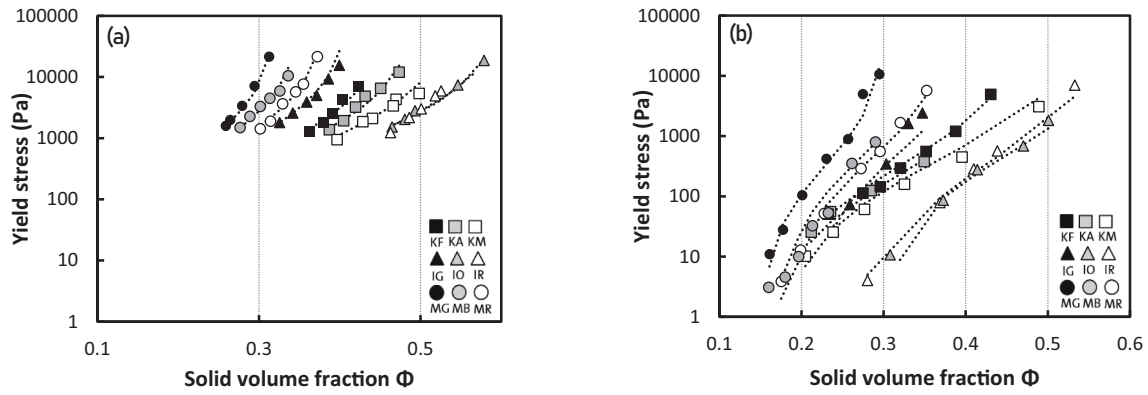 (a)
Yield stress (Pa)
100000
10000
1000
100
10
1
KF KA KM
IG IO IR
MG MB MR
0.1 0.3 0.5
Solid volume fraction Φ
(b)
Yield stress (Pa)
100000
10000
1000
100
10
1
KF KA KM
IG IO IR
MG MB MR
0.1 0.2 0.3 0.4 0.5 0.6
Solid volume fraction Φ